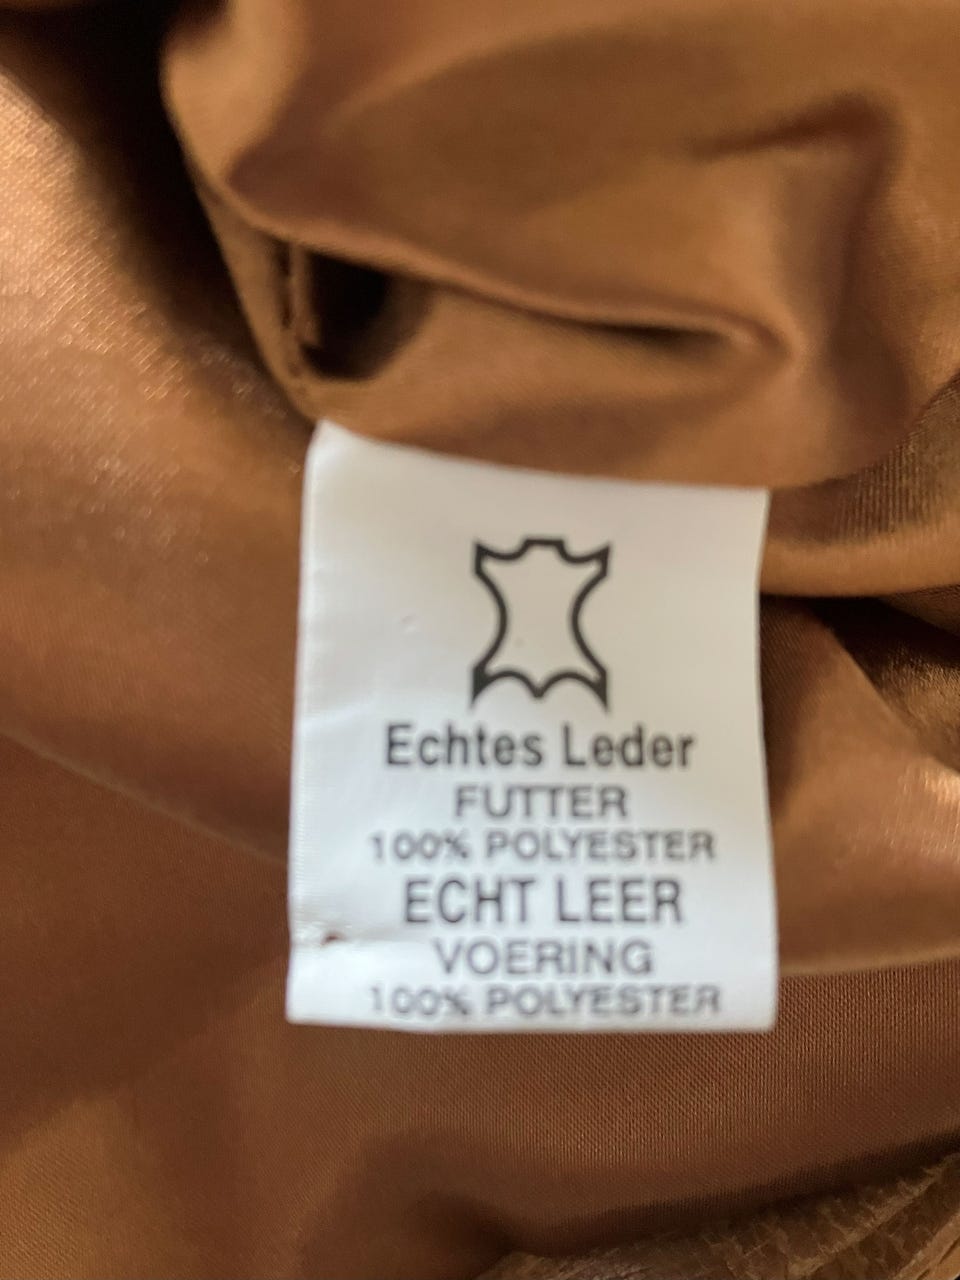 Echtes Leder
FUTTER
100% POLYESTER
ECHT LEER
VOERING
100% POLYESTER